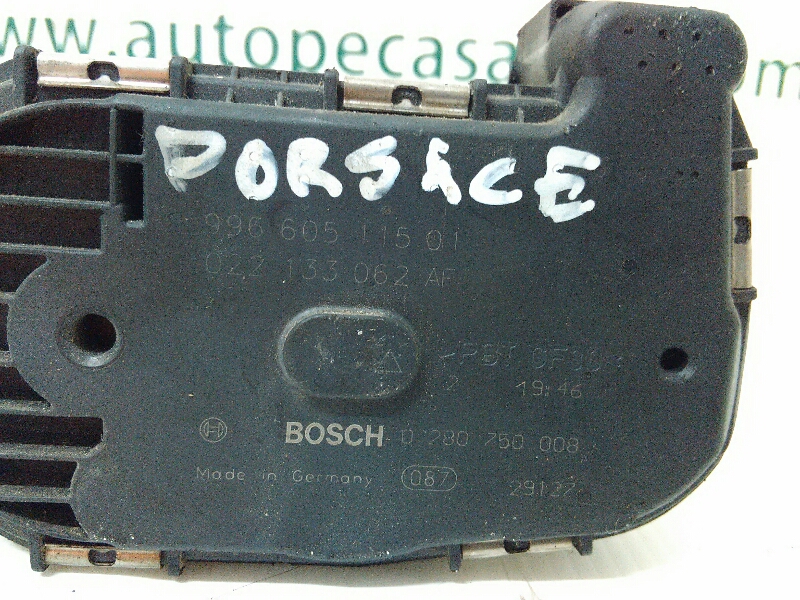 www.autopecasa
om
PORSACE
996 605 115 01
022 133 062 AF
19:46
BOSCH 0 280 750 008
Made in Germany 087 29127